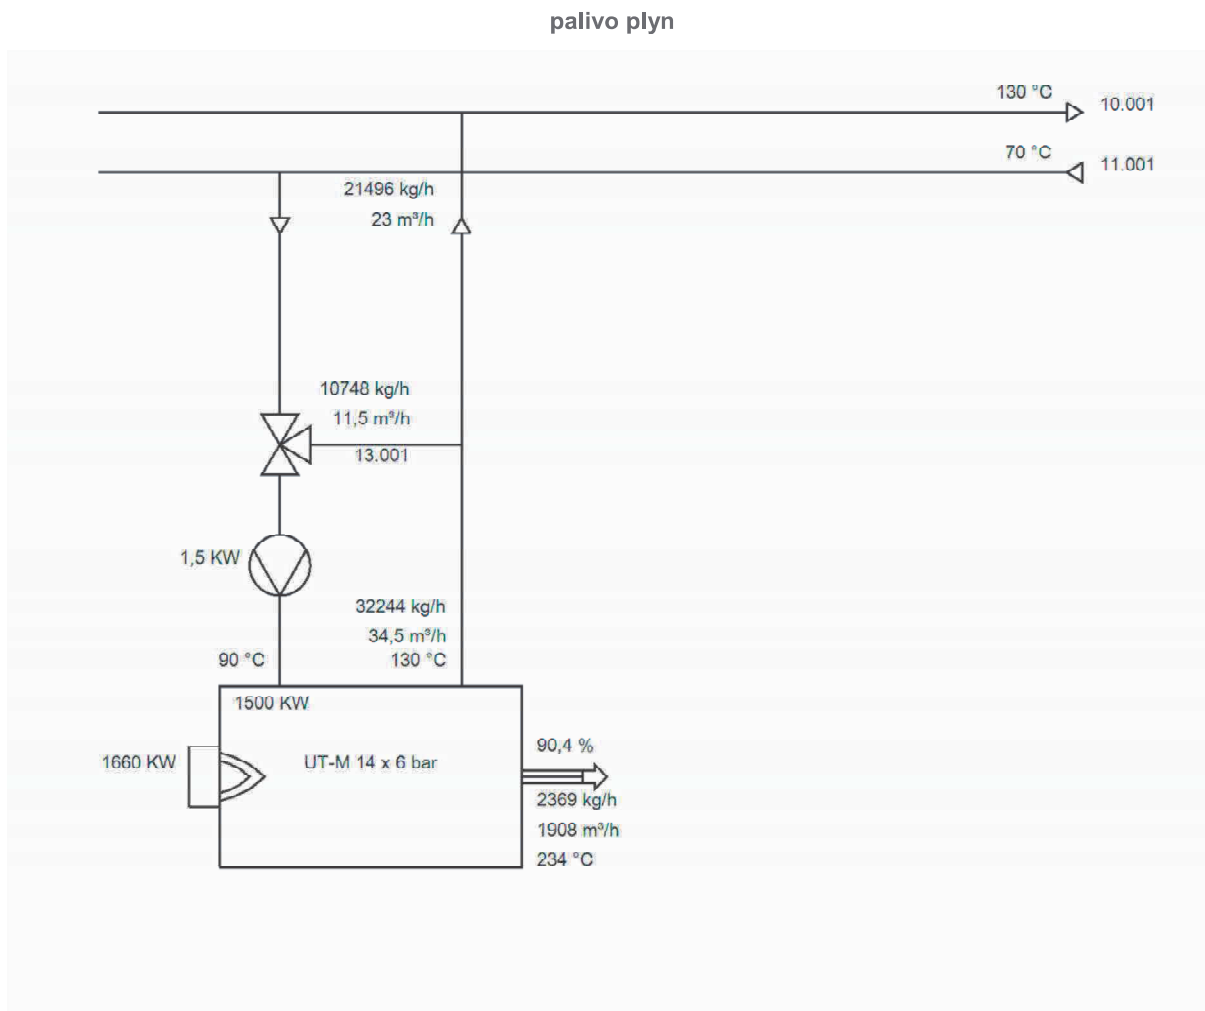 palivo plyn
130 °C
10.001
70 °C
11.001
21496 kg/h
23 m³/h
10748 kg/h
11,5 m³/h
13.001
1,5 KW
32244 kg/h
34,5 m³/h
90 °C
130 °C
1500 KW
1660 KW
UT-M 14 x 6 bar
90,4 %
2369 kg/h
1908 m³/h
234 °C